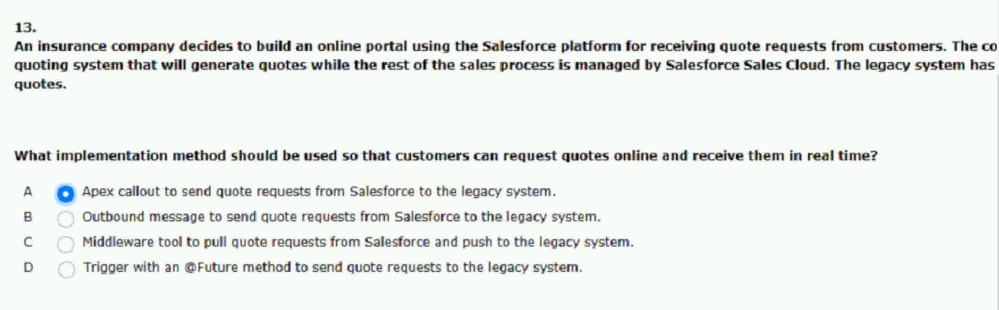 13.
An insurance company decides to build an online portal using the Salesforce platform for receiving quote requests from customers. The co
quoting system that will generate quotes while the rest of the sales process is managed by Salesforce Sales Cloud. The legacy system has
quotes.
What implementation method should be used so that customers can request quotes online and receive them in real time?
A Apex callout to send quote requests from Salesforce to the legacy system.
B Outbound message to send quote requests from Salesforce to the legacy system.
C Middleware tool to pull quote requests from Salesforce and push to the legacy system.
D Trigger with an @Future method to send quote requests to the legacy system.